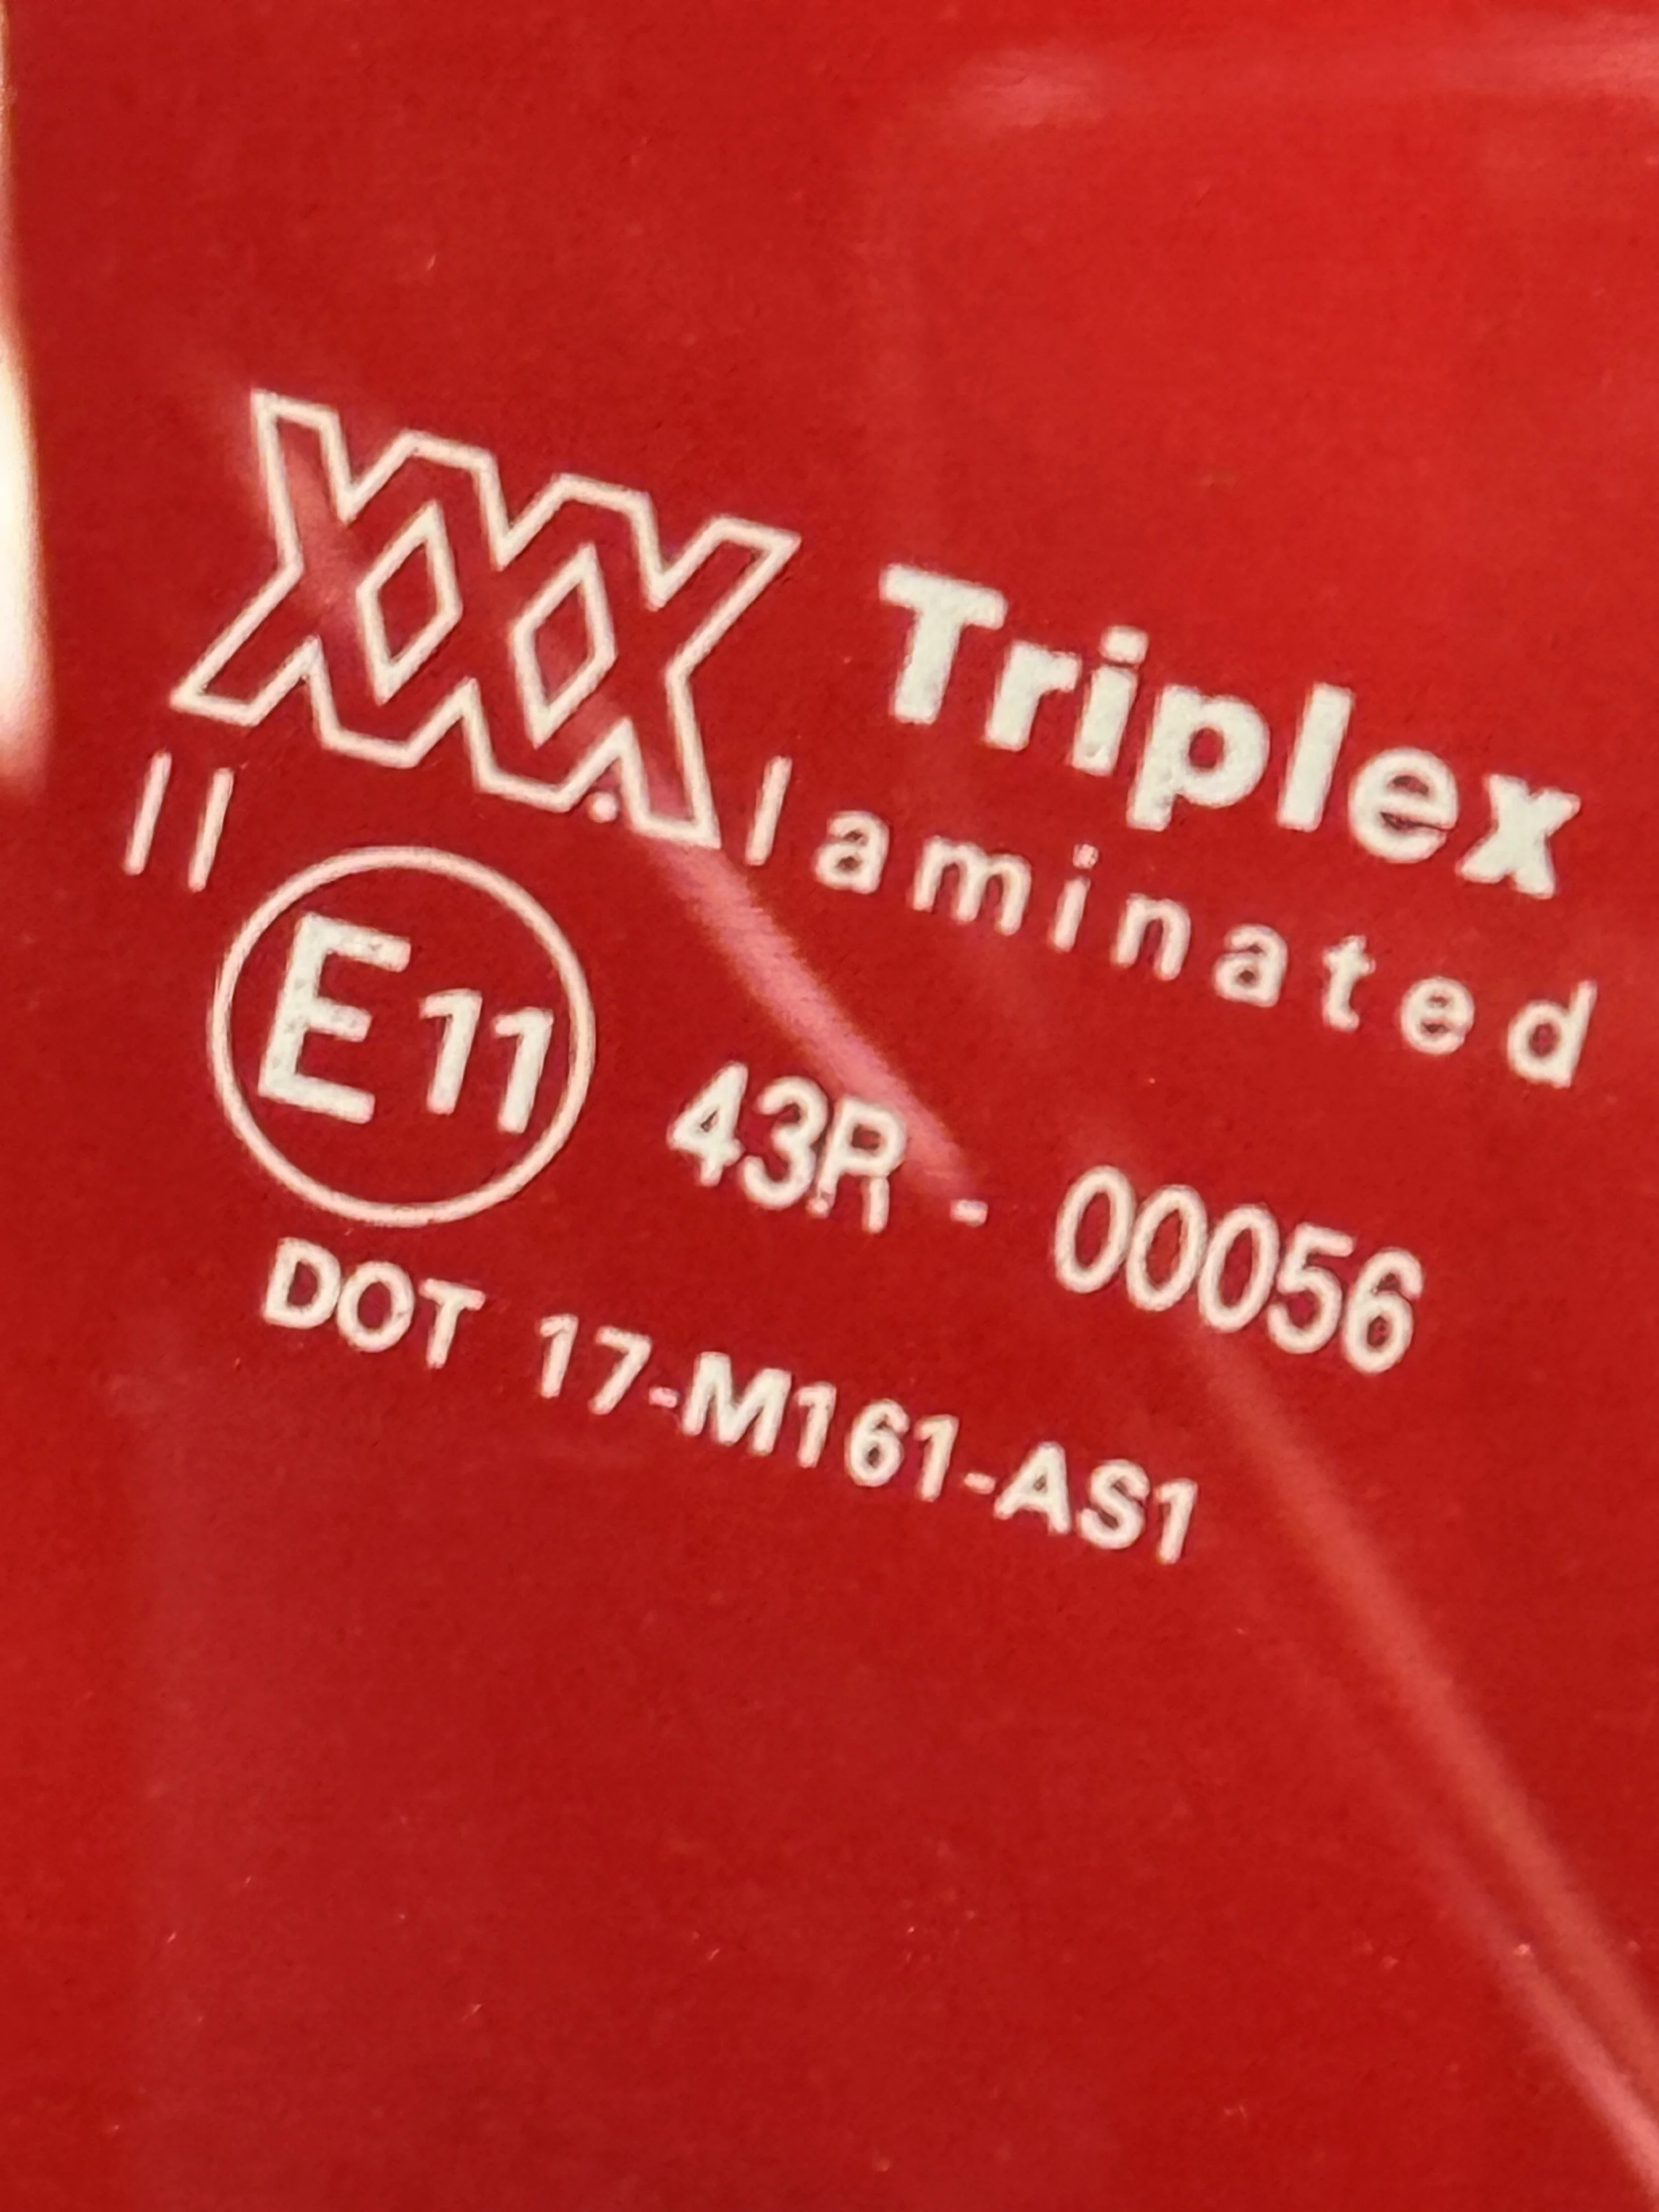 XXX Triplex
laminated
II
E11 43R - 00056
DOT 17-M161-AS1